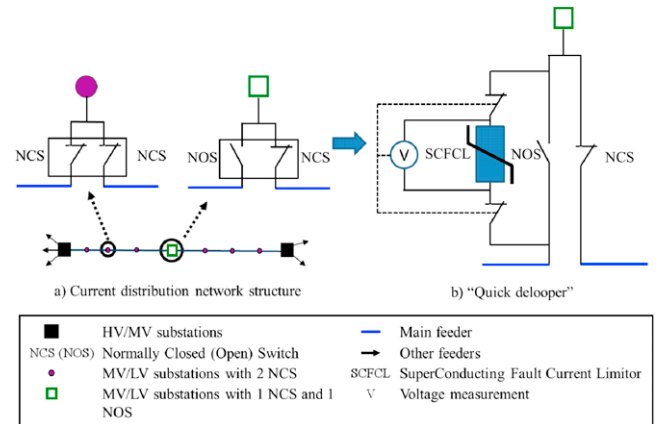 NCS NCS NOS NCS
V SCFCL NOS NCS
a) Current distribution network structure
b) “Quick delooper”
HV/MV substations
NCS (NOS) Normally Closed (Open) Switch
MV/LV substations with 2 NCS
MV/LV substations with 1 NCS and 1
NOS
Main feeder
Other feeders
SCFCL SuperConducting Fault Current Limitor
V Voltage measurement